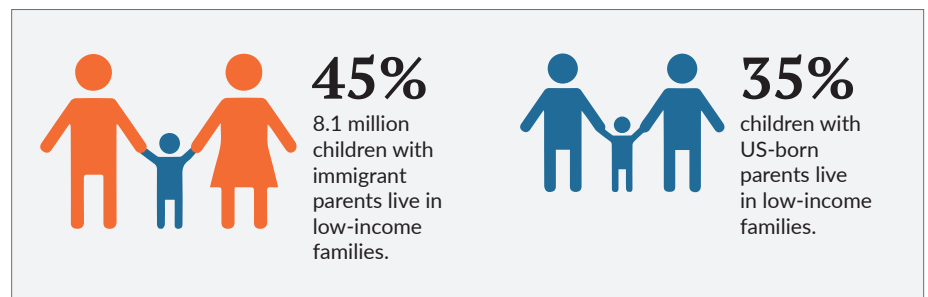 45%
8.1 million
children with
immigrant
parents live in
low-income
families.
35%
children with
US-born
parents live
in low-income
families.